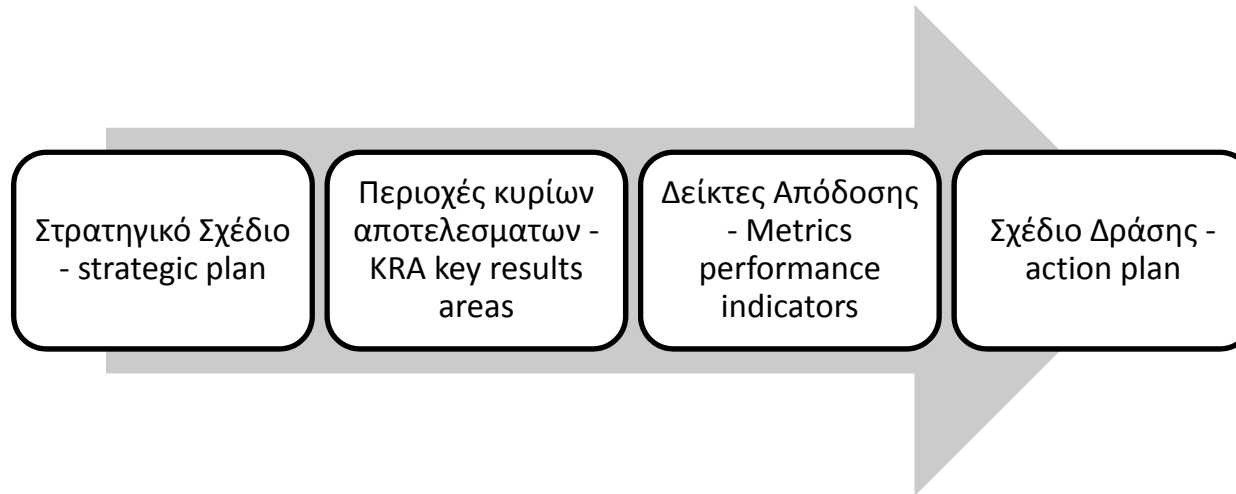 Στρατηγικό Σχέδιο
- strategic plan
Περιοχές κυρίων
αποτελεσματων -
KRA key results
areas
Δείκτες Απόδοσης
- Metrics
performance
indicators
Σχέδιο Δράσης -
action plan